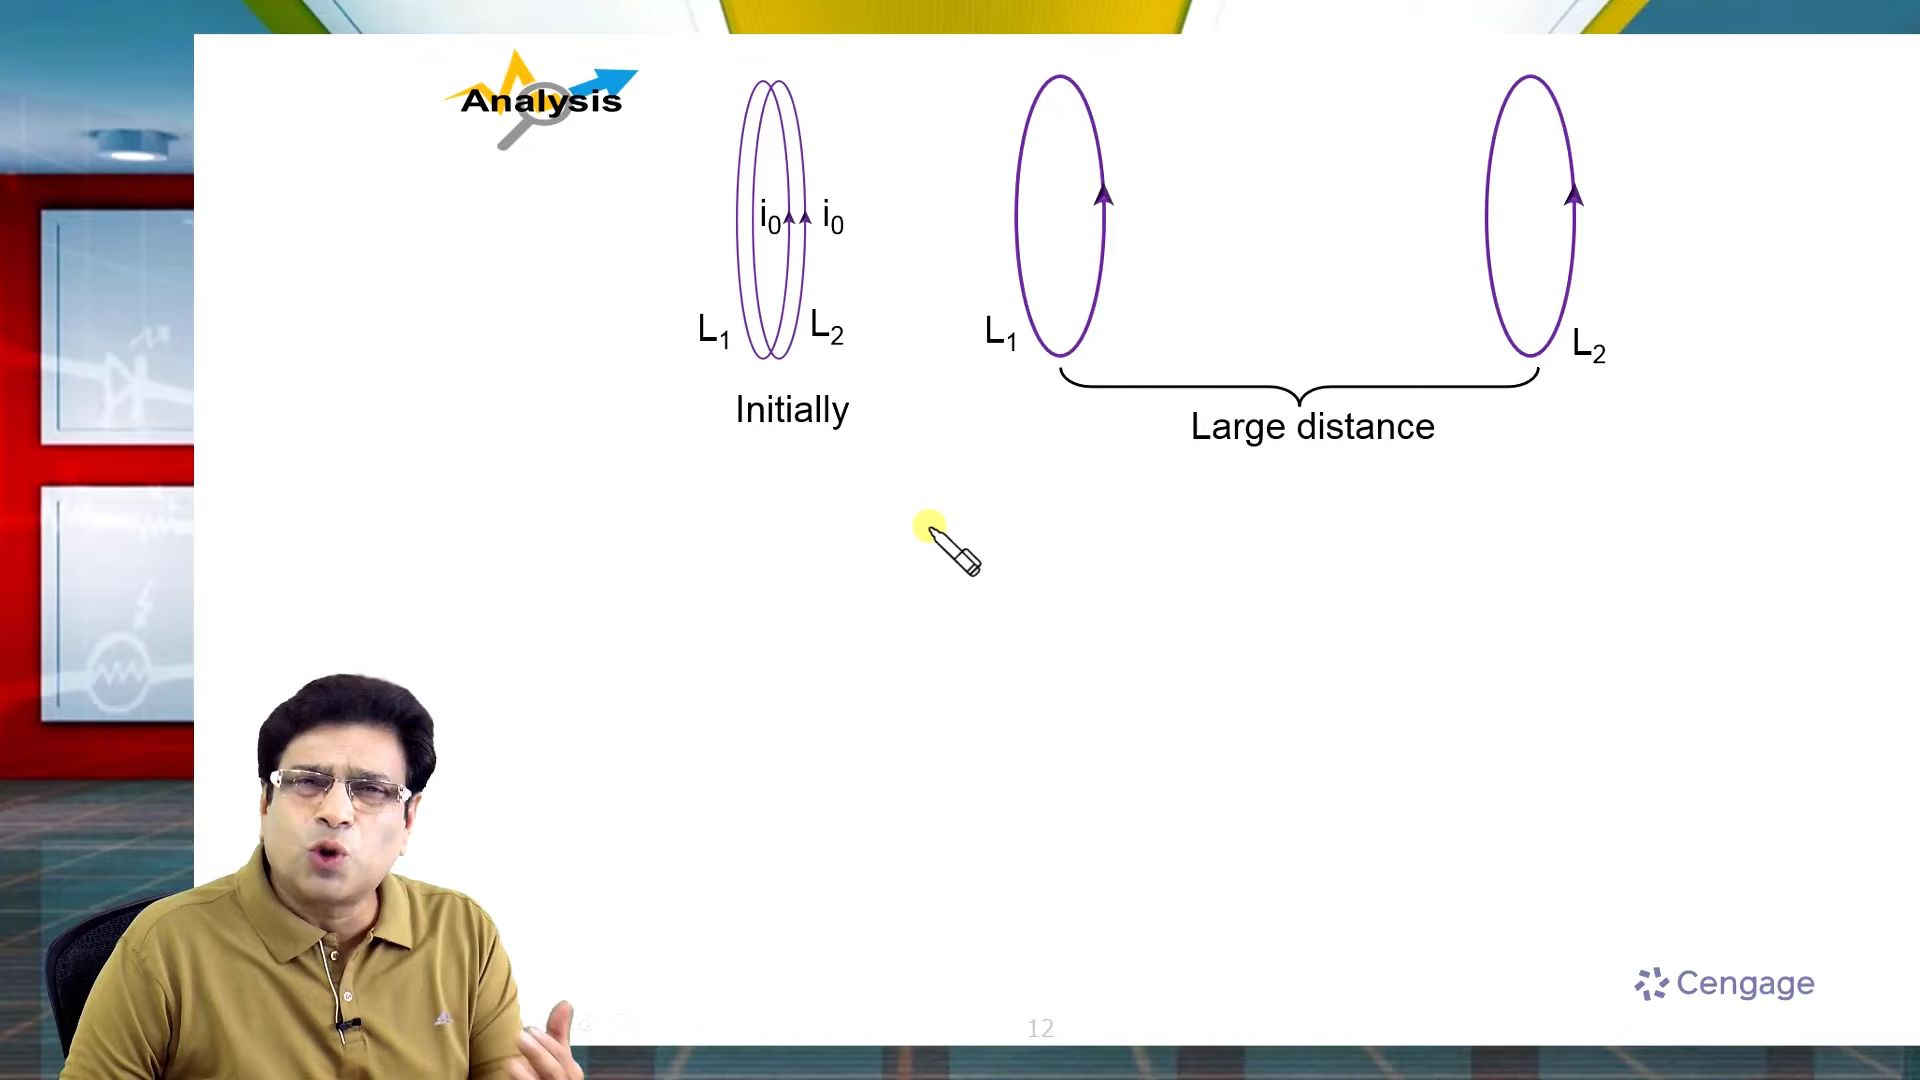 Analysis
i₀ i₀
L₁ L₂
Initially
L₁ L₂
Large distance
Cengage
12